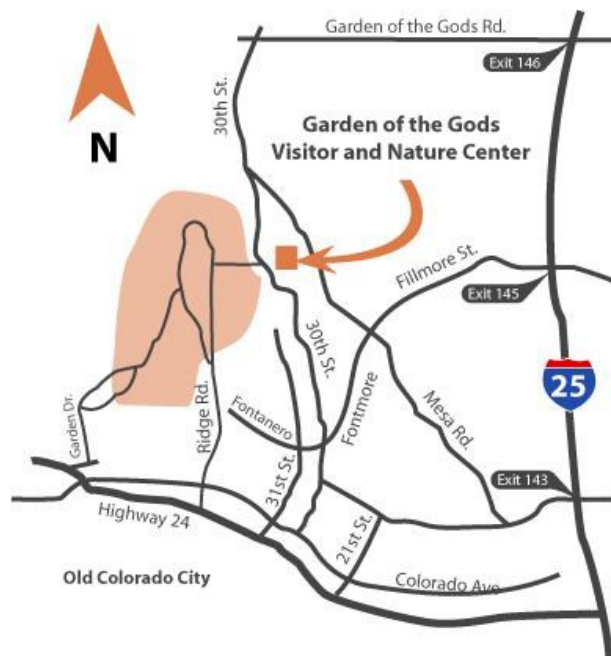 Garden of the Gods Rd.
Exit 146
30th St.
N
Garden of the Gods
Visitor and Nature Center
Fillmore St.
Exit 145
30th St.
25
Fontmore
Mesa Rd.
Ridge Rd.
Fontanero
Garden Dr.
31st St.
Exit 143
Highway 24
21st St.
Old Colorado City
Colorado Ave